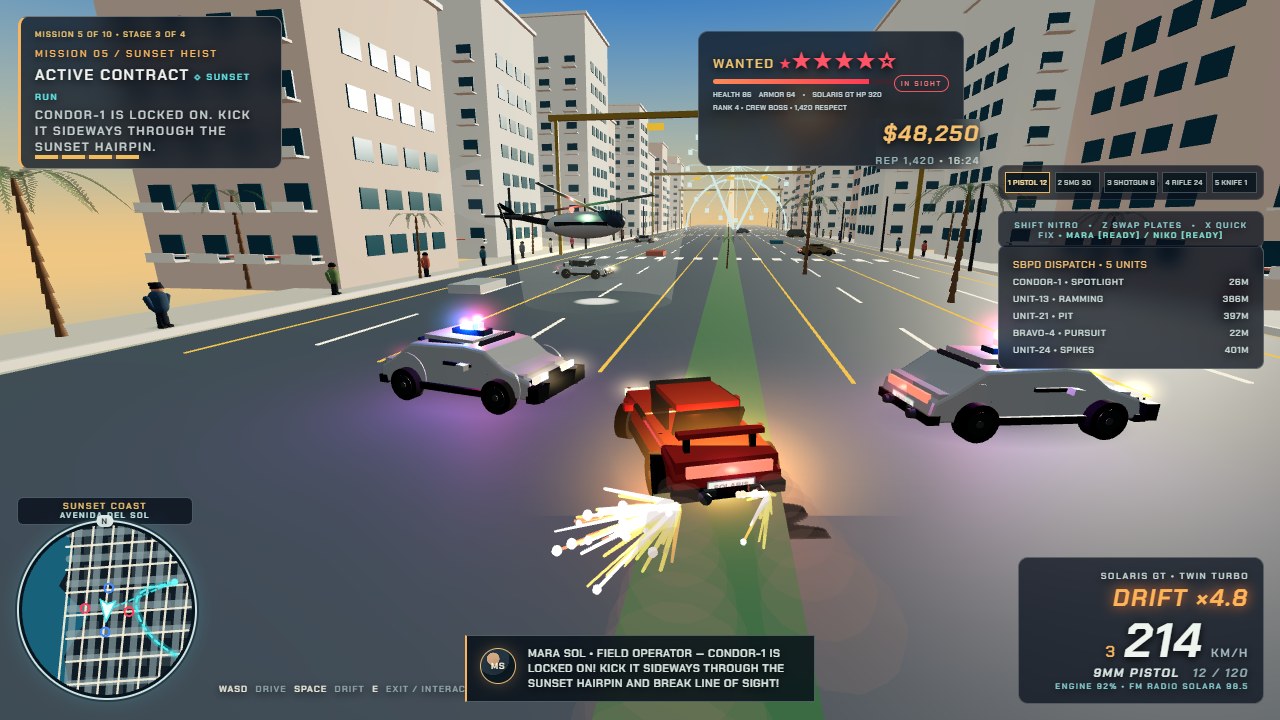 MISSION 5 OF 10 • STAGE 3 OF 4
MISSION 05 / SUNSET HEIST
ACTIVE CONTRACT ◇ SUNSET
RUN
CONDOR-1 IS LOCKED ON. KICK
IT SIDEWAYS THROUGH THE
SUNSET HAIRPIN.
WANTED ★★★★★☆
IN SIGHT
HEALTH 86 ARMOR 64 • SOLARIS GT HP 320
RANK 4 • CREW BOSS • 1,420 RESPECT
$48,250
REP 1,420 • 16:24
1 PISTOL 12
2 SMG 30
3 SHOTGUN 8
4 RIFLE 24
5 KNIFE 1
SHIFT NITRO • Z SWAP PLATES • X QUICK
FIX • MARA [READY] / NIKO [READY]
SBPD DISPATCH • 5 UNITS
CONDOR-1 • SPOTLIGHT 26M
UNIT-13 • RAMMING 386M
UNIT-21 • PIT 397M
BRAVO-4 • PURSUIT 22M
UNIT-24 • SPIKES 401M
SOLARIS
SUNSET COAST
AVENIDA DEL SOL
N
WASD DRIVE SPACE DRIFT E EXIT / INTERAC
MS
MARA SOL • FIELD OPERATOR — CONDOR-1 IS
LOCKED ON! KICK IT SIDEWAYS THROUGH THE
SUNSET HAIRPIN AND BREAK LINE OF SIGHT!
SOLARIS GT • TWIN TURBO
DRIFT ×4.8
3 214 KM/H
9MM PISTOL 12 / 120
ENGINE 92% • FM RADIO SOLARA 98.5